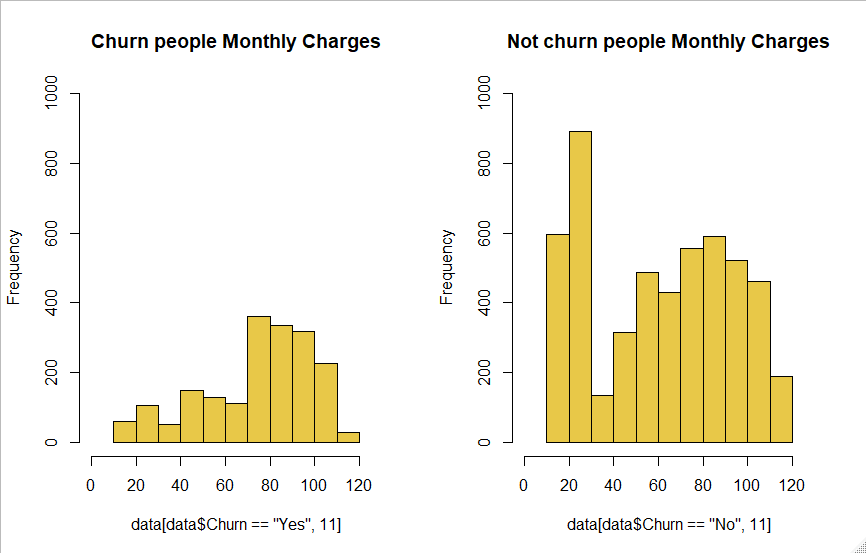 Churn people Monthly Charges
Frequency
1000
800
600
400
200
0
0 20 40 60 80 100 120
data[data$Churn == "Yes", 11]
Not churn people Monthly Charges
Frequency
1000
800
600
400
200
0
0 20 40 60 80 100 120
data[data$Churn == "No", 11]